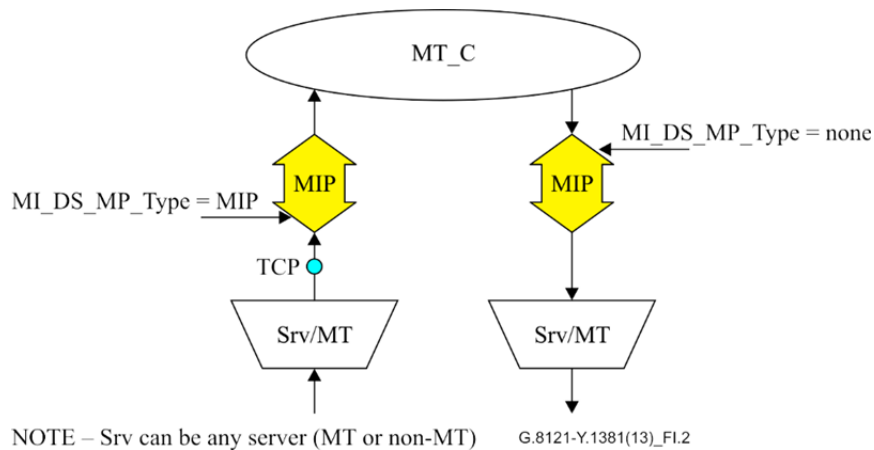 MT_C
MI_DS_MP_Type = none
MIP
MIP
MI_DS_MP_Type = MIP
TCP
Srv/MT
Srv/MT
NOTE – Srv can be any server (MT or non-MT)
G.8121-Y.1381(13)_FI.2